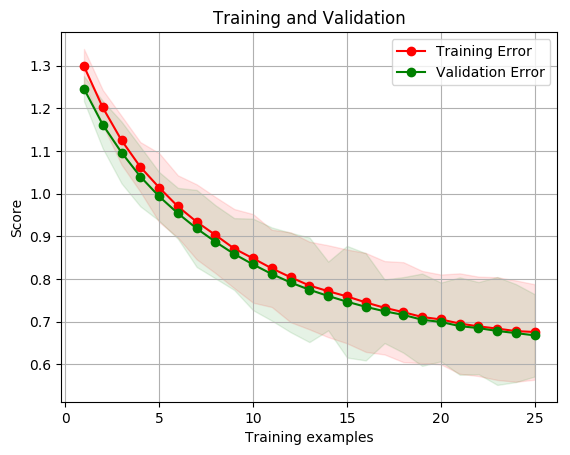 Training and Validation
Training Error
Validation Error
Score
1.3
1.2
1.1
1.0
0.9
0.8
0.7
0.6
0 5 10 15 20 25
Training examples